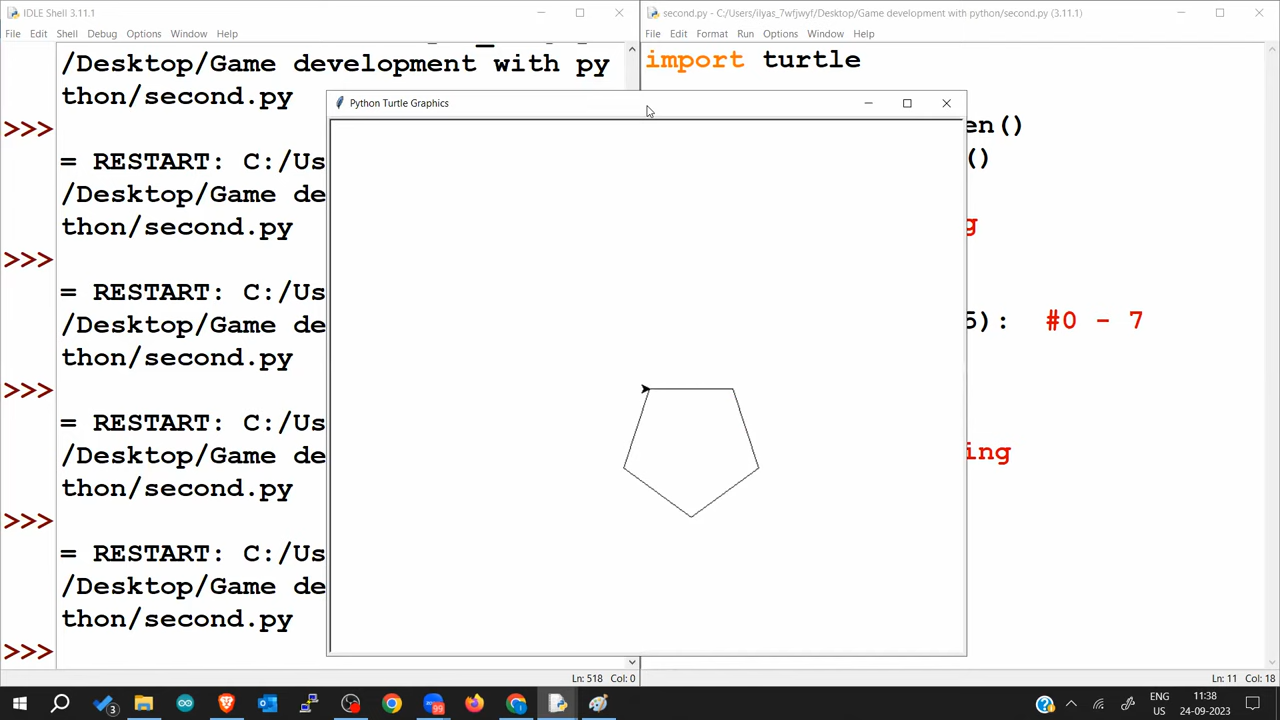 IDLE Shell 3.11.1
File Edit Shell Debug Options Window Help
/Desktop/Game development with py
thon/second.py
>>>
= RESTART: C:/Us
/Desktop/Game de
thon/second.py
>>>
= RESTART: C:/Us
/Desktop/Game de
thon/second.py
>>>
= RESTART: C:/Us
/Desktop/Game de
thon/second.py
>>>
= RESTART: C:/Us
/Desktop/Game de
thon/second.py
>>>
Ln: 518 Col: 0
Python Turtle Graphics
second.py - C:/Users/ilyas_7wfjwyf/Desktop/Game development with python/second.py (3.11.1)
File Edit Format Run Options Window Help
import turtle
en()
()
g
5): #0 - 7
ing
Ln: 11 Col: 18
3
99
ENG
US
11:38
24-09-2023